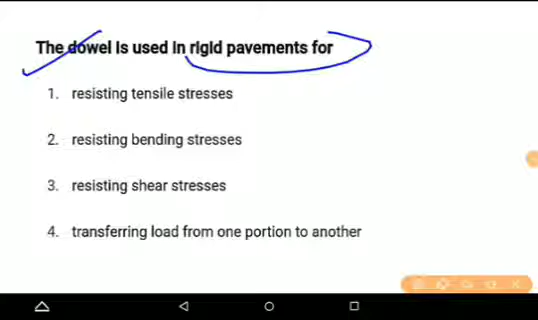 The dowel is used in rigid pavements for
1. resisting tensile stresses
2. resisting bending stresses
3. resisting shear stresses
4. transferring load from one portion to another